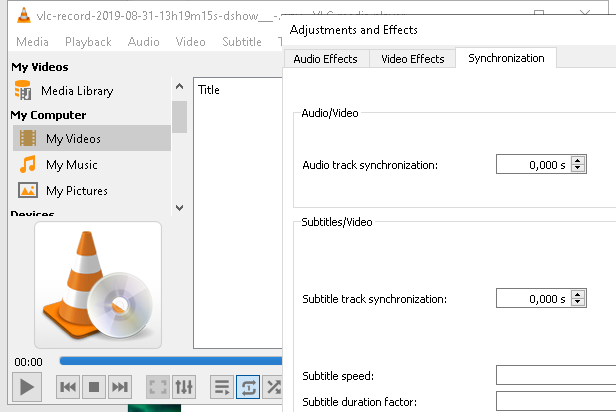 vlc-record-2019-08-31-13h19m15s-dshow__-
Adjustments and Effects
Media Playback Audio Video Subtitle
Audio Effects Video Effects Synchronization
My Videos
Media Library
Title
My Computer
Audio/Video
My Videos
My Music
Audio track synchronization: 0,000 s
My Pictures
Devices
Subtitles/Video
Subtitle track synchronization: 0,000 s
00:00
Subtitle speed:
Subtitle duration factor: